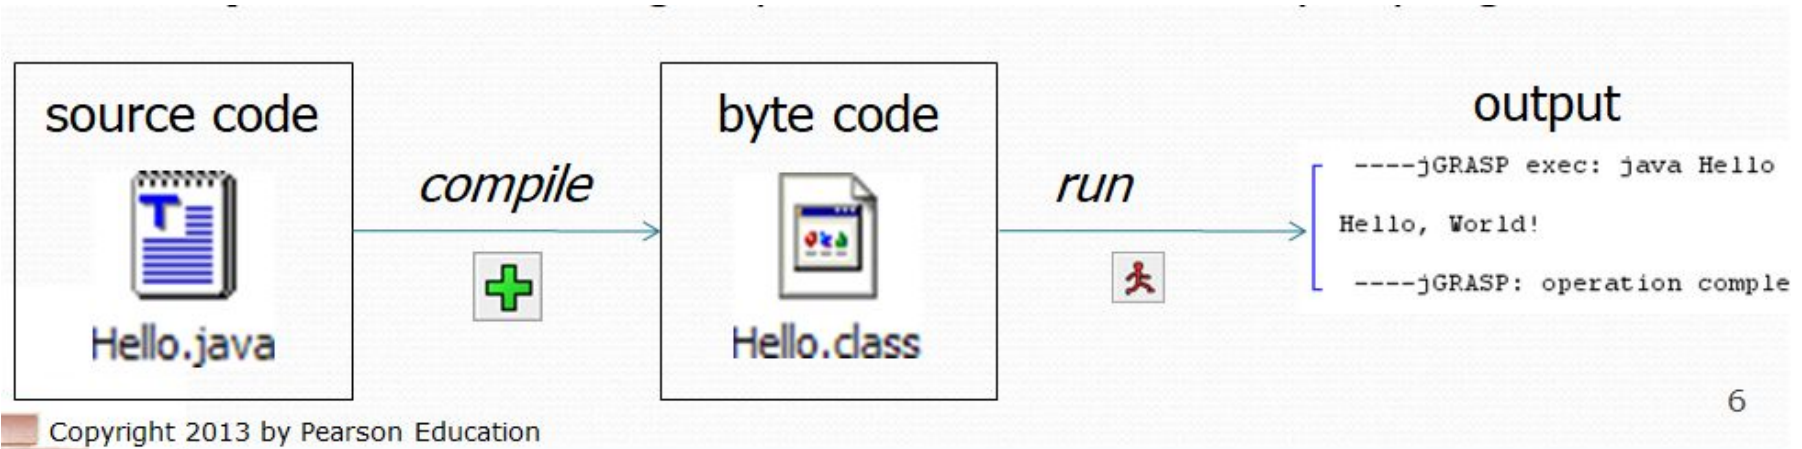 source code
Hello.java
compile
byte code
Hello.class
run
output
----jGRASP exec: java Hello
Hello, World!
----jGRASP: operation comple
6
Copyright 2013 by Pearson Education